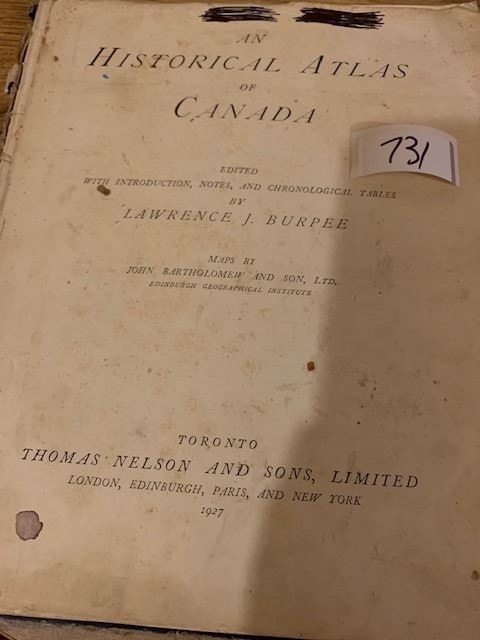 AN
HISTORICAL ATLAS
OF
CANADA
731
EDITED
WITH INTRODUCTION, NOTES, AND CHRONOLOGICAL TABLES
BY
LAWRENCE J. BURPEE
MAPS BY
JOHN BARTHOLOMEW AND SON, LTD.
EDINBURGH GEOGRAPHICAL INSTITUTE
TORONTO
THOMAS NELSON AND SONS, LIMITED
LONDON, EDINBURGH, PARIS, AND NEW YORK
1927